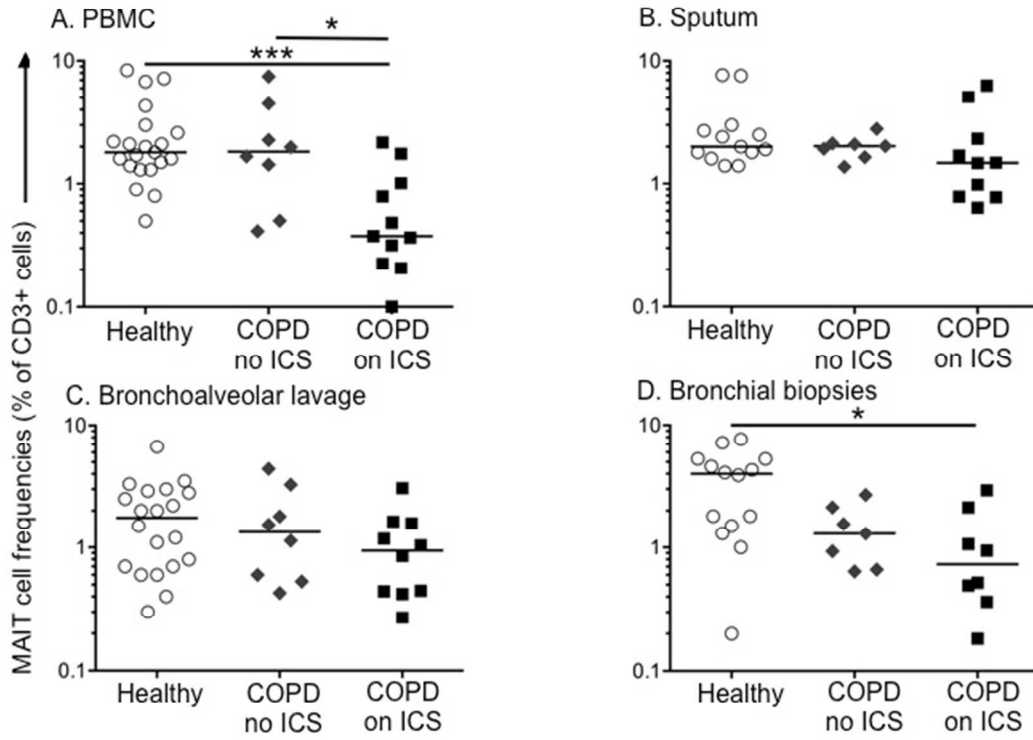 A. PBMC
*
***
10
1
0.1
Healthy
COPD
no ICS
COPD
on ICS
B. Sputum
10
1
0.1
Healthy
COPD
no ICS
COPD
on ICS
MAIT cell frequencies (% of CD3+ cells)
C. Bronchoalveolar lavage
10
1
0.1
Healthy
COPD
no ICS
COPD
on ICS
D. Bronchial biopsies
*
10
1
0.1
Healthy
COPD
no ICS
COPD
on ICS